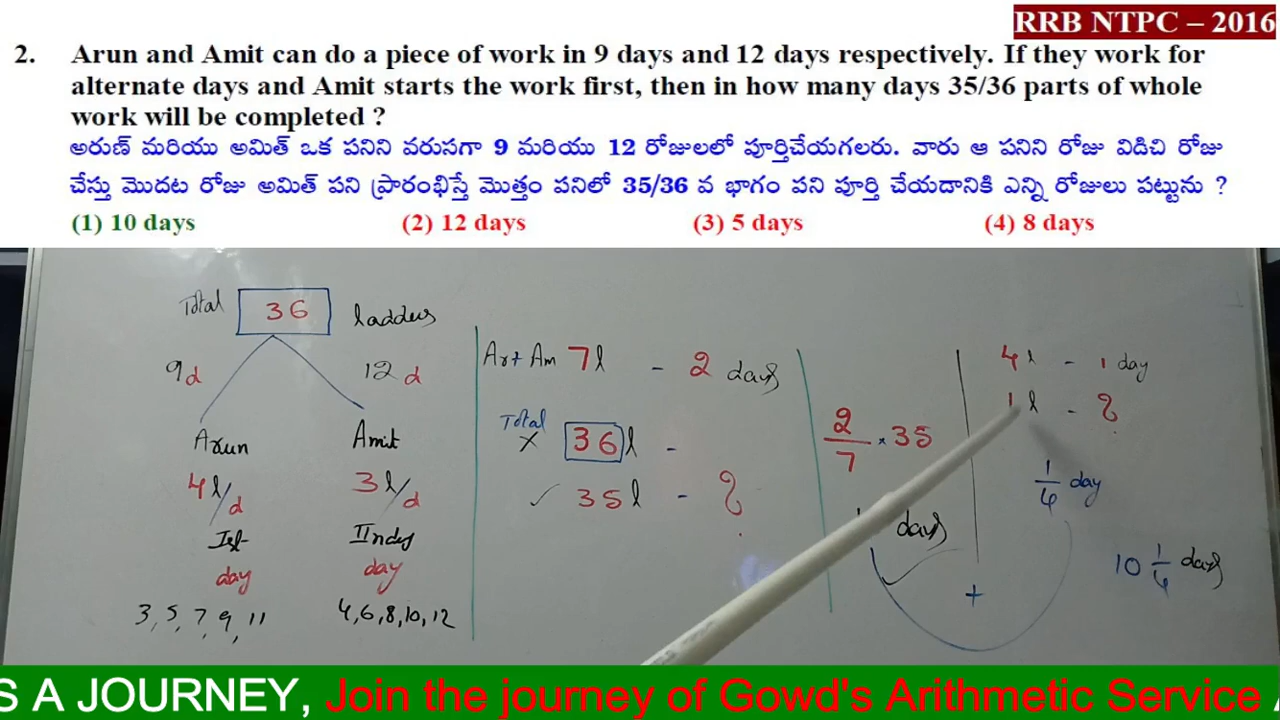 RRB NTPC – 2016
2. Arun and Amit can do a piece of work in 9 days and 12 days respectively. If they work for
alternate days and Amit starts the work first, then in how many days 35/36 parts of whole
work will be completed ?
అరుణ్ మరియు అమిత్ ఒక పనిని వరుసగా 9 మరియు 12 రోజులలో పూర్తిచేయగలరు. వారు ఆ పనిని రోజు విడిచి రోజు
చేస్తు మొదట రోజు అమిత్ పని ప్రారంభిస్తే మొత్తం పనిలో 35/36 వ భాగం పని పూర్తి చేయడానికి ఎన్ని రోజులు పట్టును ?
(1) 10 days (2) 12 days (3) 5 days (4) 8 days
Total 36 ladders
9d 12d
Arun Amit
4l/d 3l/d
Ist IInd
day day
3, 5, 7, 9, 11 4, 6, 8, 10, 12
Ar+ Am 7l - 2 days
Total
× 36 l -
✓ 35 l - ?
2/7 × 35
days
4l - 1 day
1l - ?
1/4 day
+
10 1/4 days
S A JOURNEY, Join the journey of Gowd's Arithmetic Service A